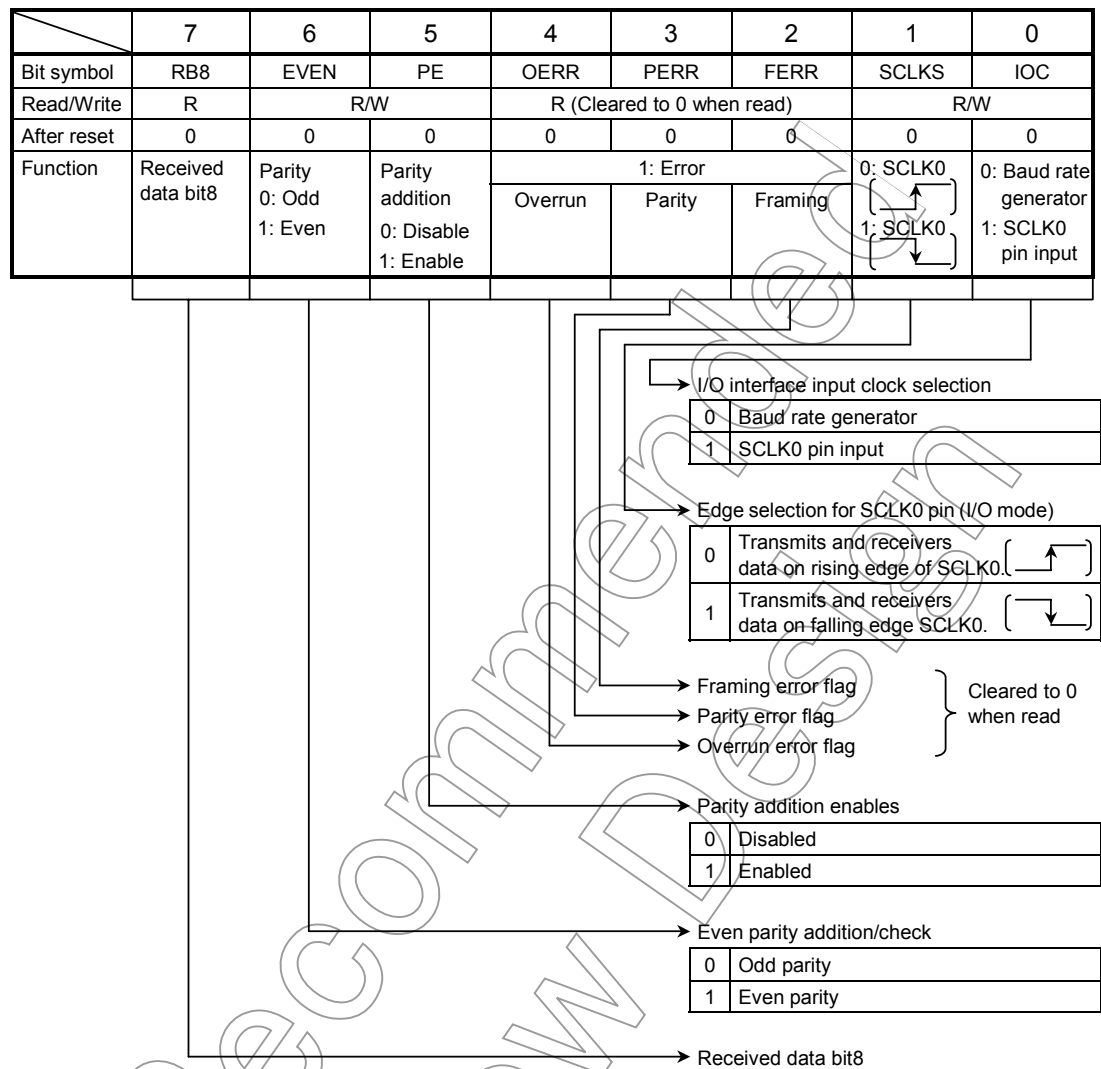 7 6 5 4 3 2 1 0
Bit symbol RB8 EVEN PE OERR PERR FERR SCLKS IOC
Read/Write R R/W R (Cleared to 0 when read) R/W
After reset 0 0 0 0 0 0 0 0
Function
Received
data bit8
Parity
0: Odd
1: Even
Parity
addition
0: Disable
1: Enable
1: Error
Overrun Parity Framing
0: SCLK0
1: SCLK0
0: Baud rate
generator
1: SCLK0
pin input
I/O interface input clock selection
0 Baud rate generator
1 SCLK0 pin input
Edge selection for SCLK0 pin (I/O mode)
0 Transmits and receivers
data on rising edge of SCLK0.
1 Transmits and receivers
data on falling edge SCLK0.
Framing error flag
Parity error flag
Overrun error flag
Cleared to 0
when read
Parity addition enables
0 Disabled
1 Enabled
Even parity addition/check
0 Odd parity
1 Even parity
Received data bit8